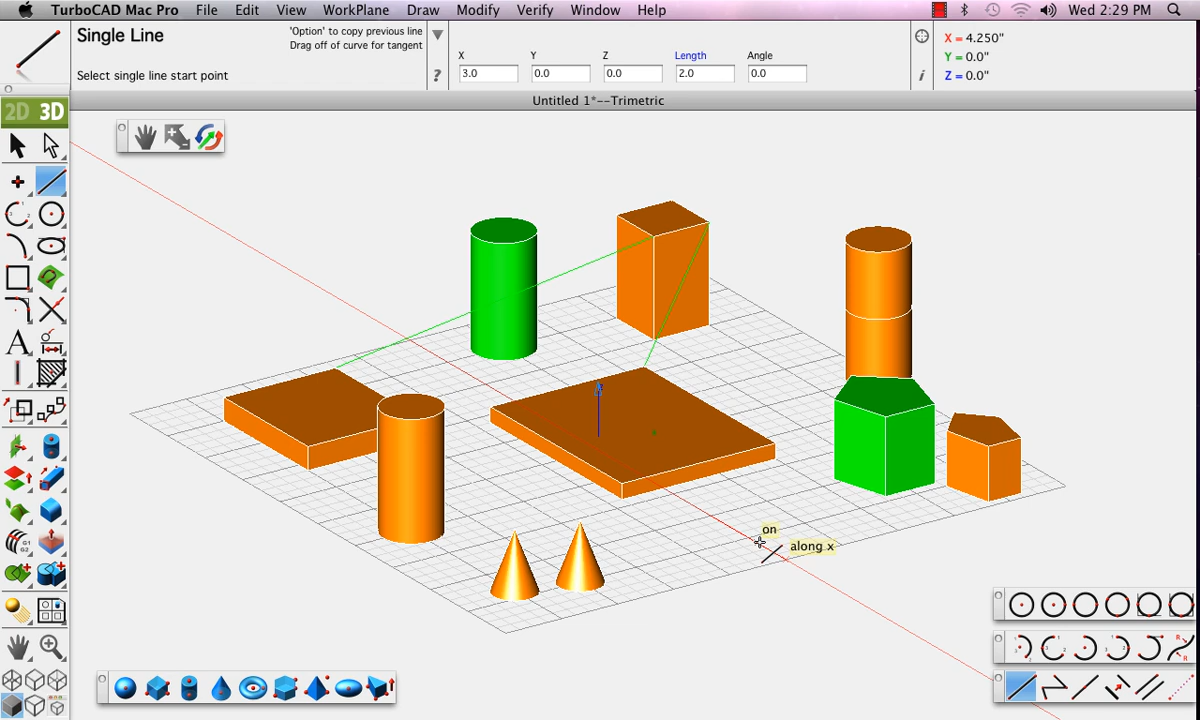 TurboCAD Mac Pro File Edit View WorkPlane Draw Modify Verify Window Help Wed 2:29 PM
Single Line
'Option' to copy previous line
Drag off of curve for tangent
Select single line start point
?
X Y Z Length Angle
3.0 0.0 0.0 2.0 0.0
i
X = 4.250"
Y = 0.0"
Z = 0.0"
Untitled 1*--Trimetric
2D 3D
A
G1
G2
on
along x